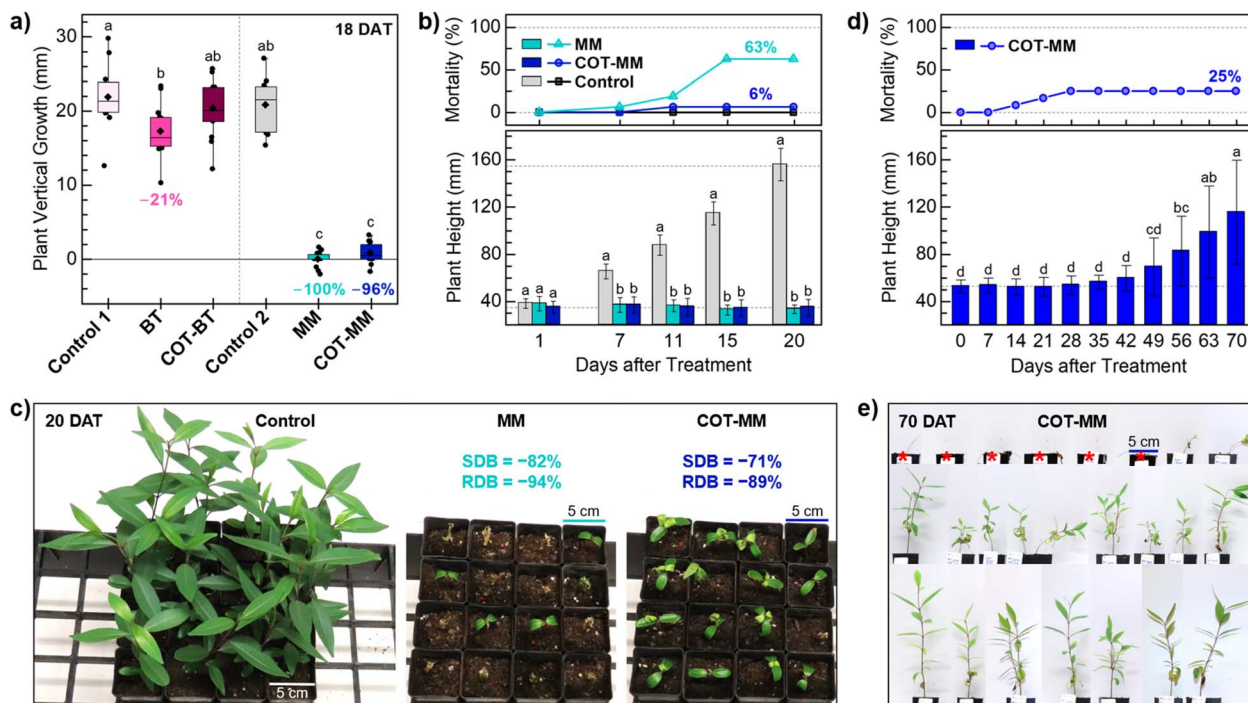 a)
18 DAT
Plant Vertical Growth (mm)
30
20
10
0
a
b
ab
ab
c
c
−21%
−100%
−96%
Control 1
BT
COT-BT
Control 2
MM
COT-MM
b)
Mortality (%)
100
50
0
MM
COT-MM
Control
63%
6%
Plant Height (mm)
160
120
80
40
a a a
a b b
a b b
a b b
a b b
1 7 11 15 20
Days after Treatment
d)
Mortality (%)
100
50
0
COT-MM
25%
Plant Height (mm)
160
120
80
40
d d d d d d d cd bc ab a
0 7 14 21 28 35 42 49 56 63 70
Days after Treatment
c)
20 DAT
Control
MM
COT-MM
SDB = −82%
RDB = −94%
SDB = −71%
RDB = −89%
5 cm
5 cm
5 cm
e)
70 DAT
COT-MM
5 cm